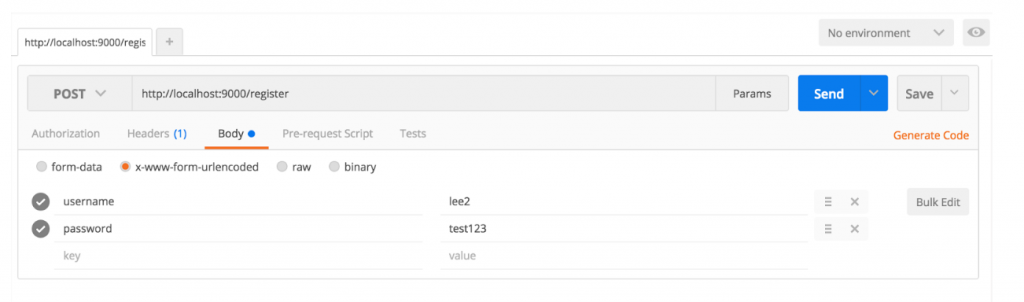 http://localhost:9000/regis + No environment
POST http://localhost:9000/register Params Send Save
Authorization Headers (1) Body Pre-request Script Tests Generate Code
form-data x-www-form-urlencoded raw binary
username lee2 Bulk Edit
password test123
key value